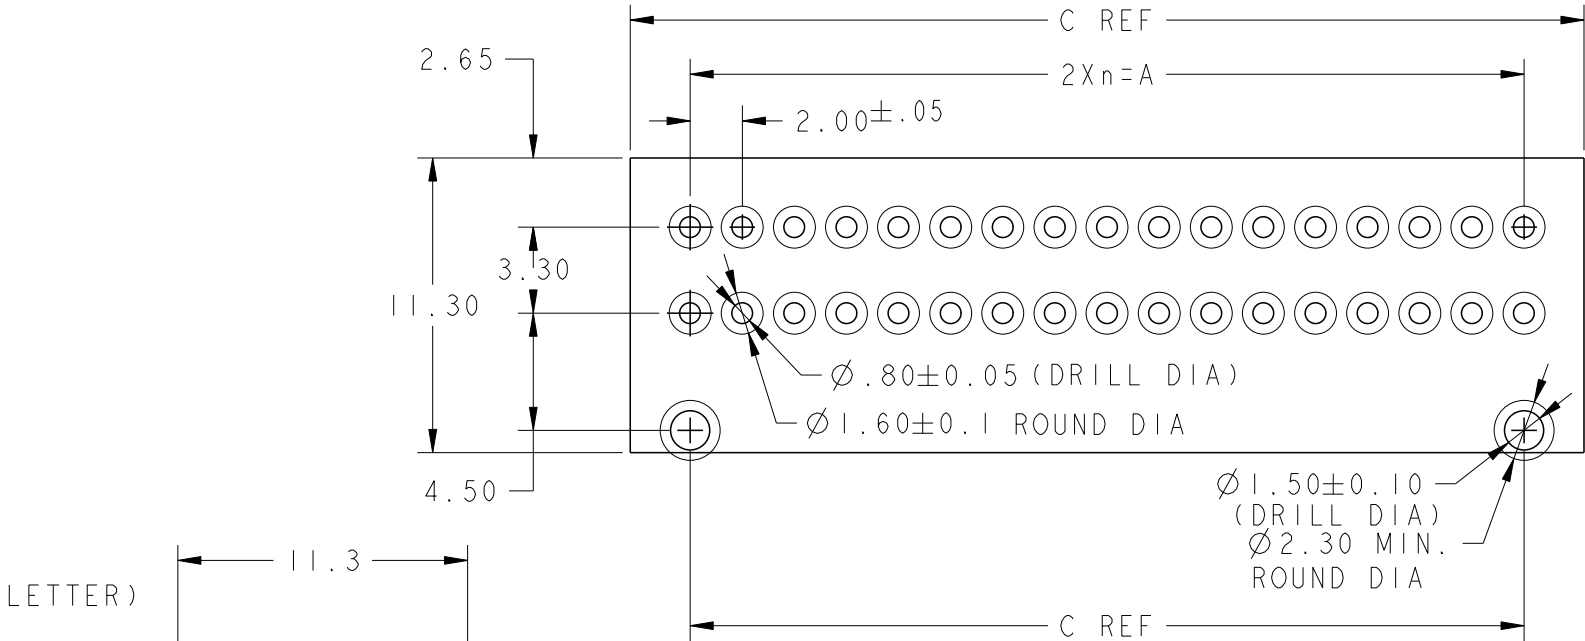 C REF
2.65
2Xn=A
2.00±.05
3.30
11.30
Ø.80±0.05 (DRILL DIA)
Ø1.60±0.1 ROUND DIA
4.50
Ø1.50±0.10
(DRILL DIA)
Ø2.30 MIN.
ROUND DIA
11.3
LETTER)
C REF